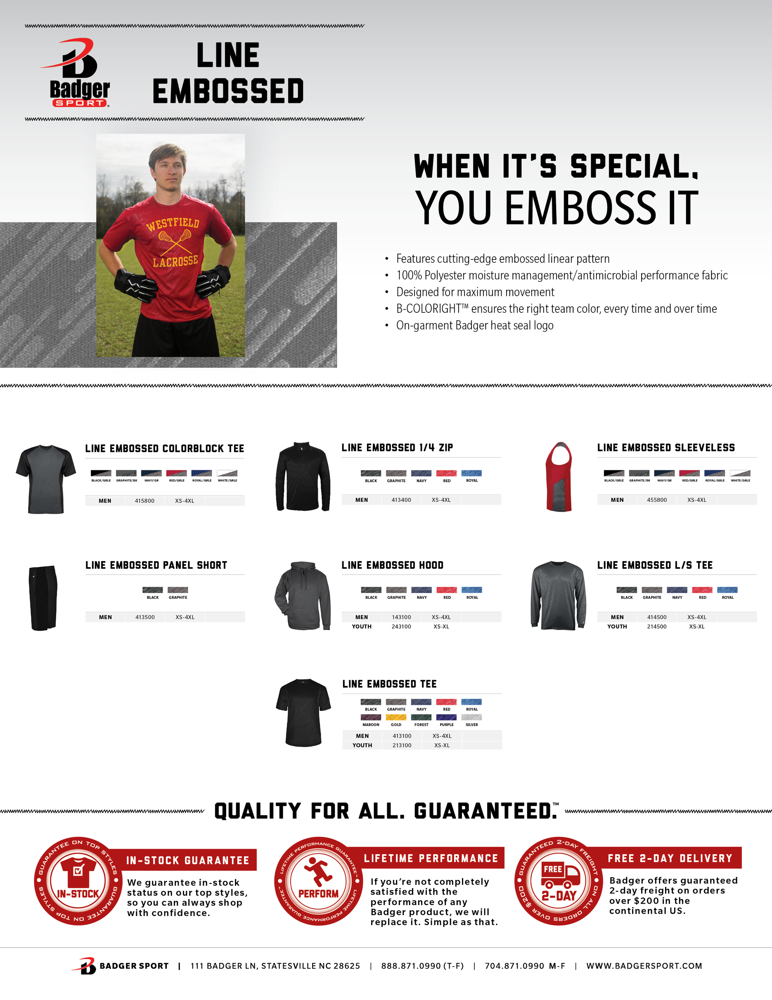 Badger
SPORT®
LINE
EMBOSSED
WESTFIELD
LACROSSE
WHEN IT'S SPECIAL,
YOU EMBOSS IT
• Features cutting-edge embossed linear pattern
• 100% Polyester moisture management/antimicrobial performance fabric
• Designed for maximum movement
• B-COLORIGHT™ ensures the right team color, every time and over time
• On-garment Badger heat seal logo
LINE EMBOSSED COLORBLOCK TEE
BLACK/GRLE GRAPHITE/BK NAVY/GR RED/GRLE ROYAL/GRLE WHITE/GRLE
MEN 415800 XS-4XL
LINE EMBOSSED 1/4 ZIP
BLACK GRAPHITE NAVY RED ROYAL
MEN 413400 XS-4XL
LINE EMBOSSED SLEEVELESS
BLACK/GRLE GRAPHITE/BK NAVY/GR RED/GRLE ROYAL/GRLE WHITE/GRLE
MEN 455800 XS-4XL
LINE EMBOSSED PANEL SHORT
BLACK GRAPHITE
MEN 413500 XS-4XL
LINE EMBOSSED HOOD
BLACK GRAPHITE NAVY RED ROYAL
MEN 143100 XS-4XL
YOUTH 243100 XS-XL
LINE EMBOSSED L/S TEE
BLACK GRAPHITE NAVY RED ROYAL
MEN 414500 XS-4XL
YOUTH 214500 XS-XL
LINE EMBOSSED TEE
BLACK GRAPHITE NAVY RED ROYAL
MAROON GOLD FOREST PURPLE SILVER
MEN 413100 XS-4XL
YOUTH 213100 XS-XL
QUALITY FOR ALL. GUARANTEED.™
GUARANTEE ON TOP STYLES • GUARANTEE ON TOP STYLES •
IN-STOCK
IN-STOCK GUARANTEE
We guarantee in-stock
status on our top styles,
so you can always shop
with confidence.
LIFETIME PERFORMANCE GUARANTEE™ • LIFETIME PERFORMANCE GUARANTEE™ •
PERFORM
LIFETIME PERFORMANCE
If you're not completely
satisfied with the
performance of any
Badger product, we will
replace it. Simple as that.
GUARANTEED 2-DAY FREIGHT • ON ALL ORDERS OVER $200 •
FREE
2-DAY
FREE 2-DAY DELIVERY
Badger offers guaranteed
2-day freight on orders
over $200 in the
continental US.
BADGER SPORT | 111 BADGER LN, STATESVILLE NC 28625 | 888.871.0990 (T-F) | 704.871.0990 M-F | WWW.BADGERSPORT.COM